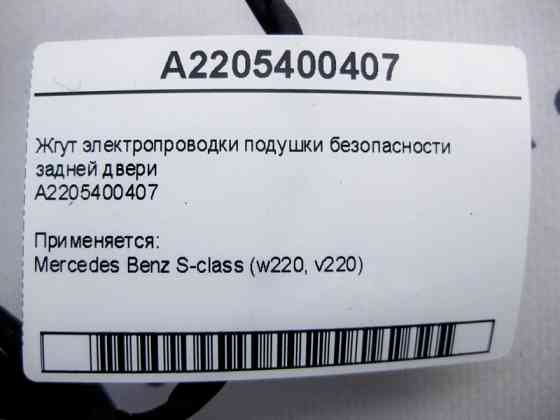 A2205400407
Жгут электропроводки подушки безопасности
задней двери
A2205400407
Применяется:
Mercedes Benz S-class (w220, v220)